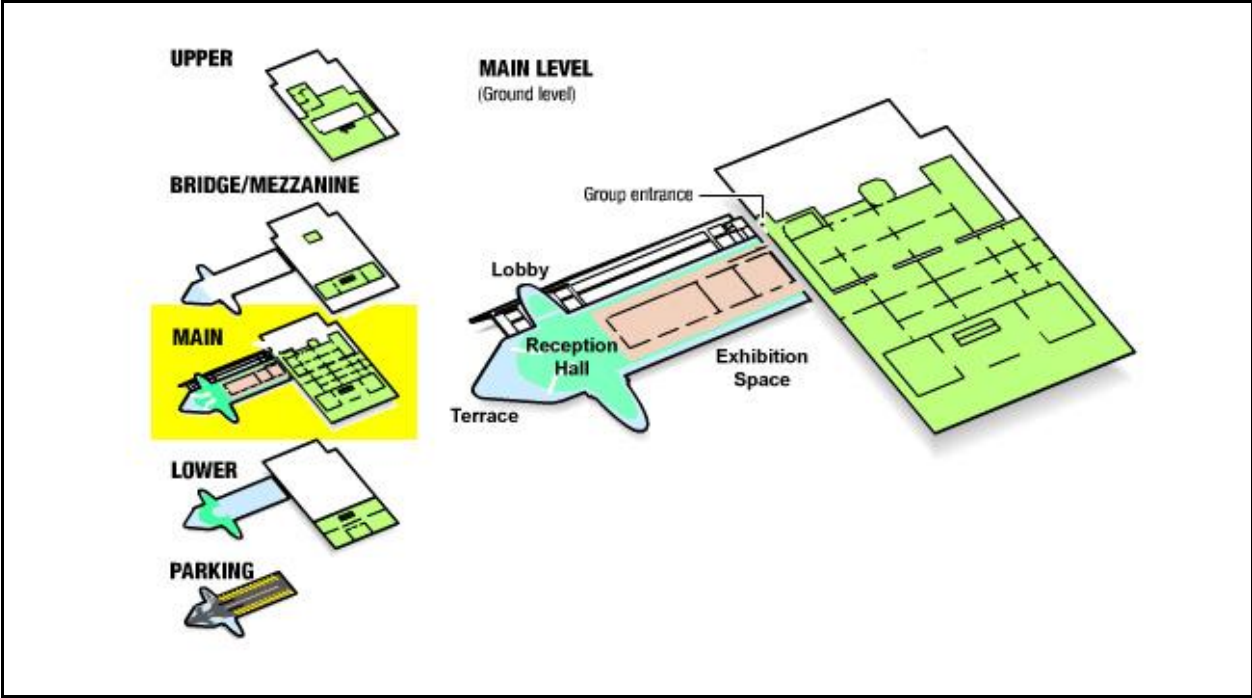 UPPER
BRIDGE/MEZZANINE
MAIN
LOWER
PARKING
MAIN LEVEL
(Ground level)
Group entrance
Lobby
Reception
Hall
Exhibition
Space
Terrace